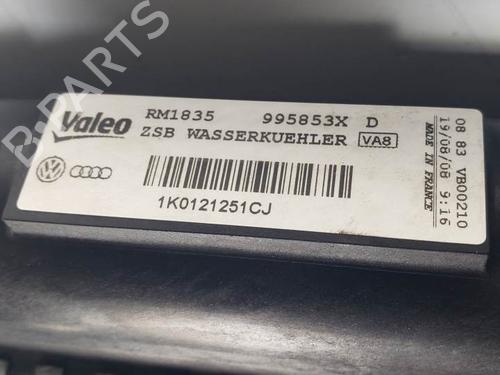 B-PARTS
Valeo
RM1835 995853X D
ZSB WASSERKUEHLER VA8
1K0121251CJ
08 83 VB00210
19/08/08 9:16
MADE IN FRANCE